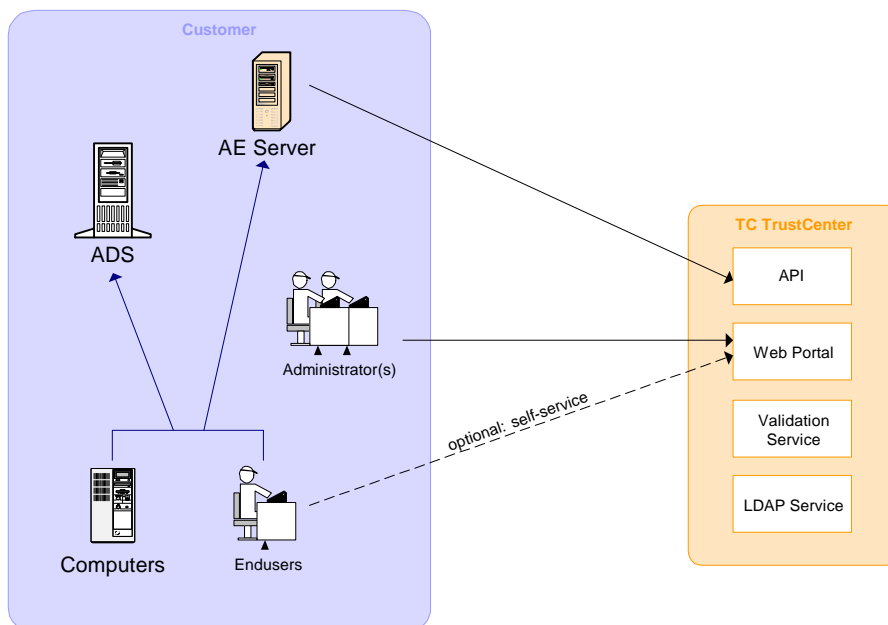 Customer
AE Server
ADS
Administrator(s)
Computers
Endusers
optional: self-service
TC TrustCenter
API
Web Portal
Validation
Service
LDAP Service